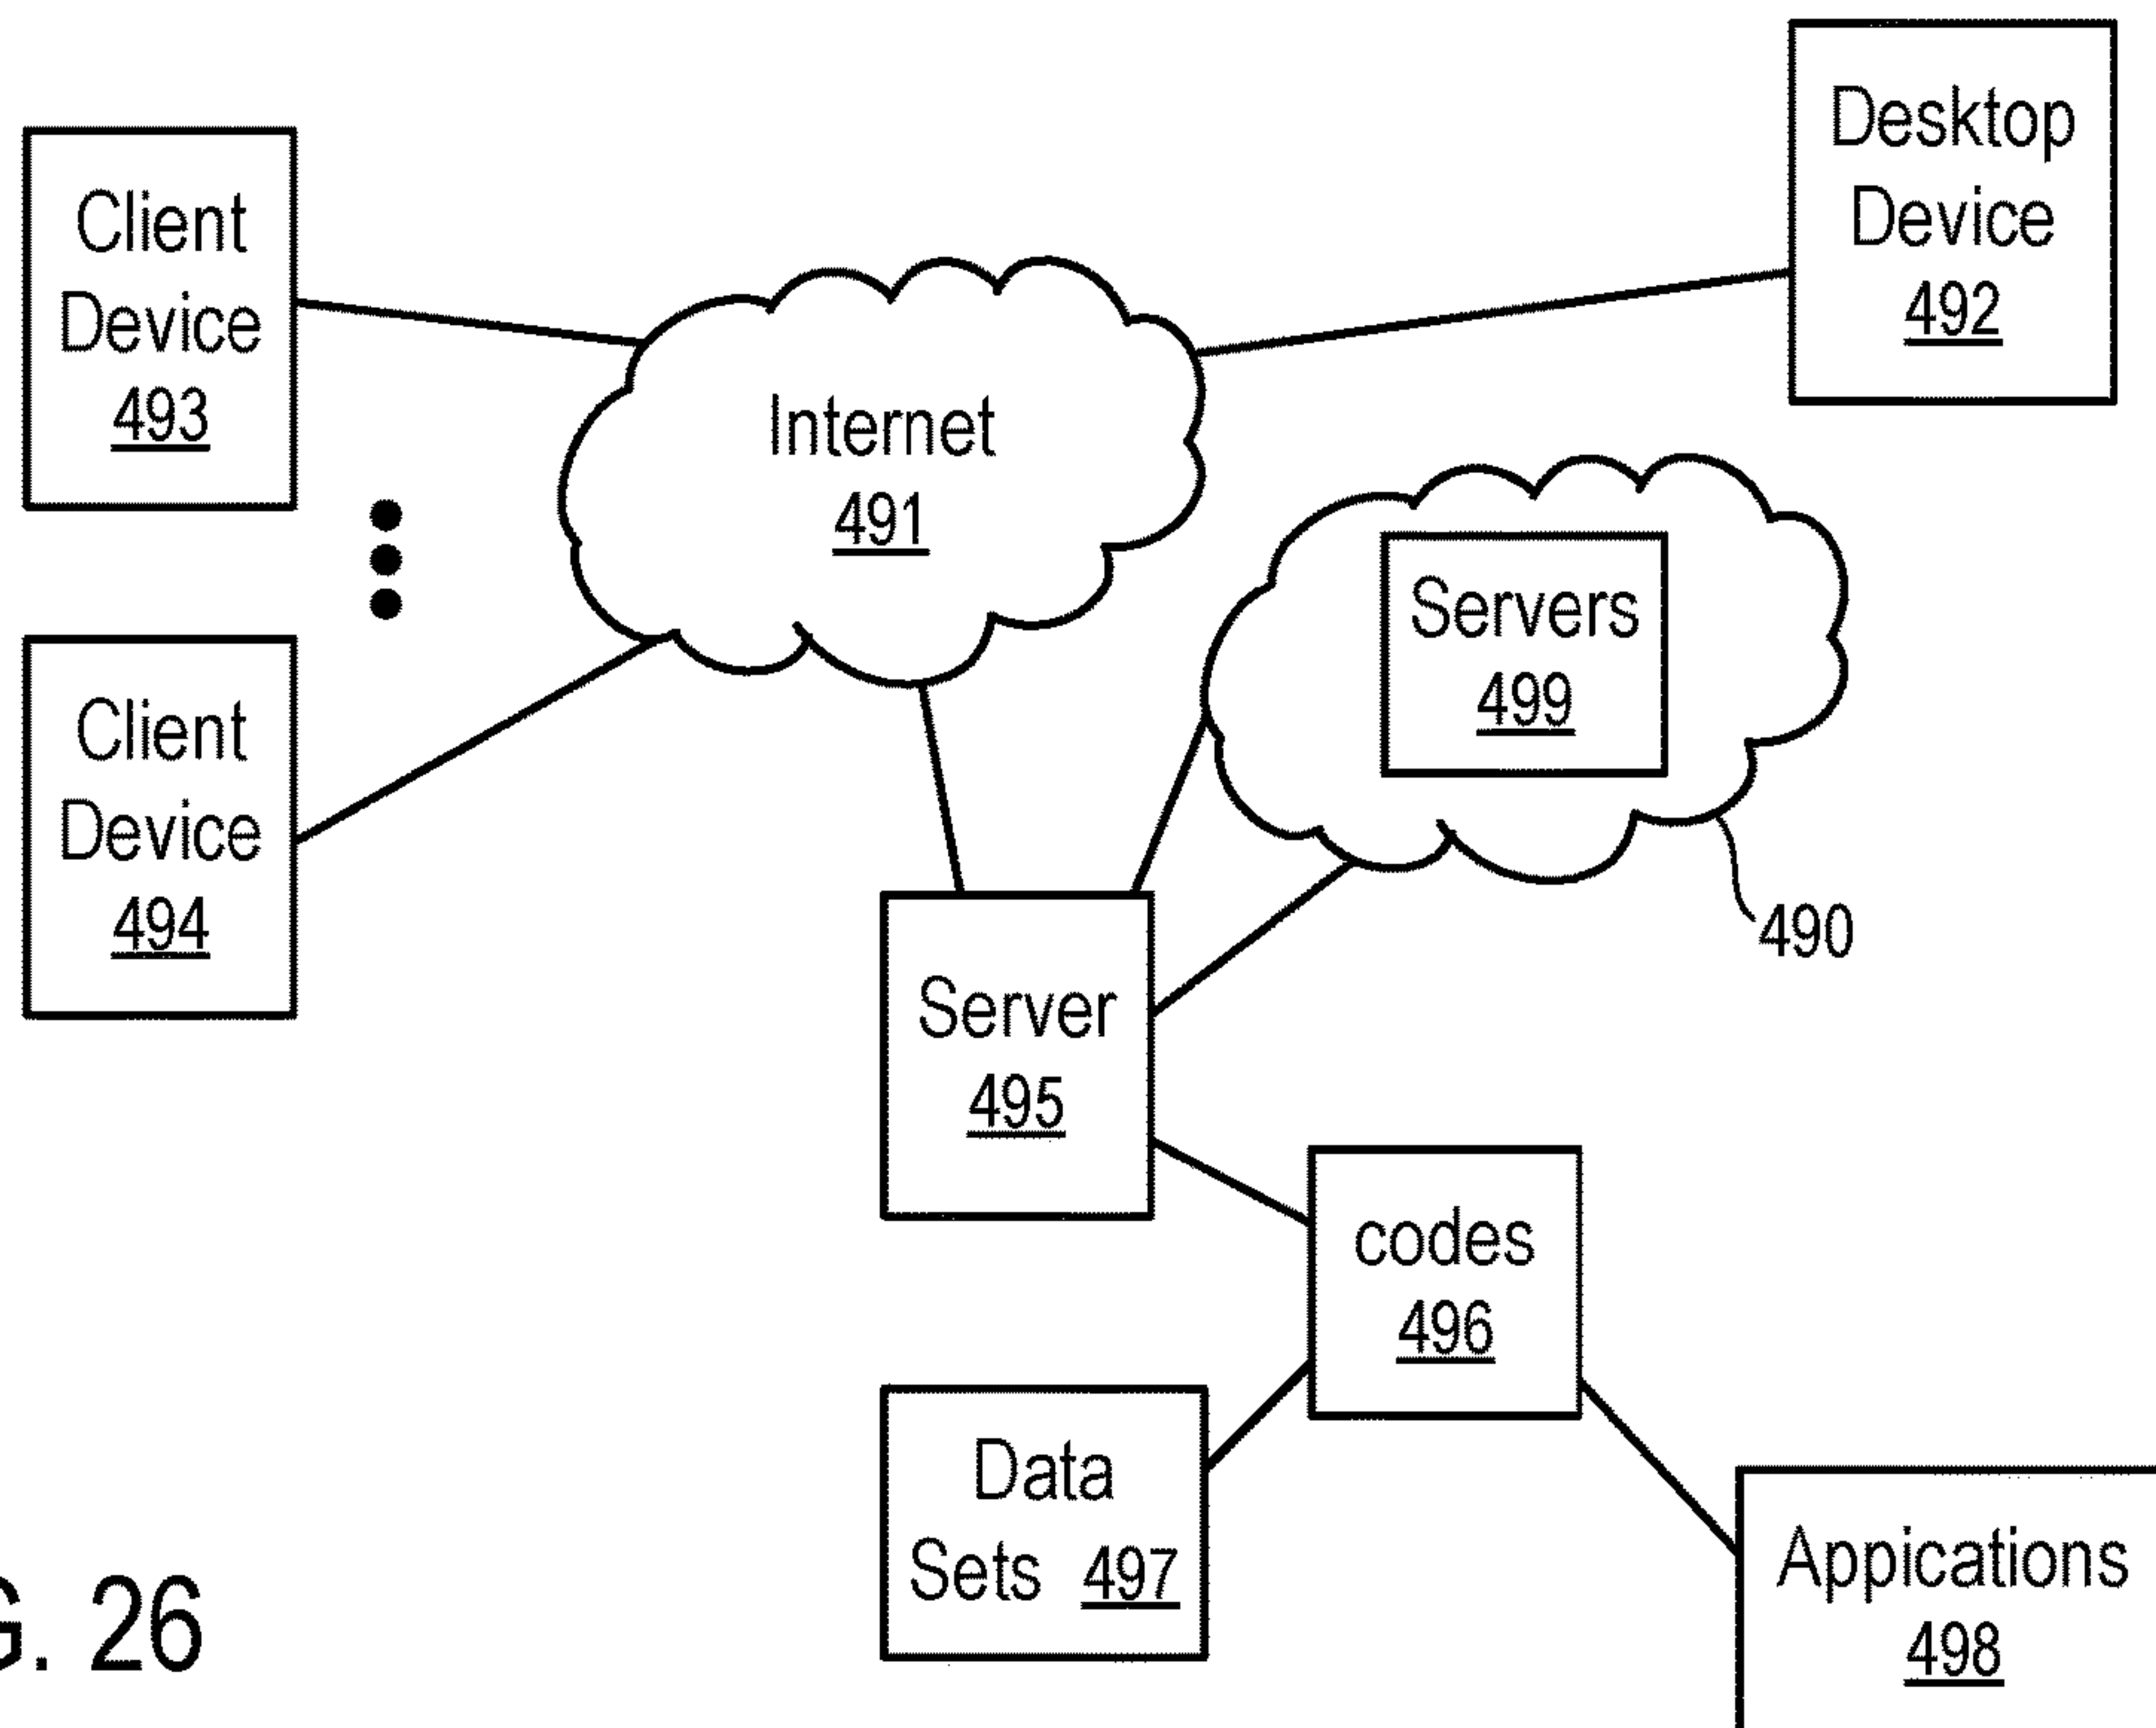 Desktop
Device
492
Client
Device
493
Internet
491
Servers
499
Client
Device
494
490
Server
495
codes
496
Data
Sets 497
Appications
498
G. 26